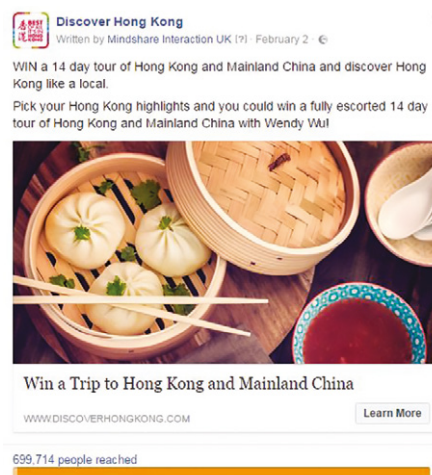 Discover Hong Kong
Written by Mindshare Interaction UK [?] · February 2 ·
WIN a 14 day tour of Hong Kong and Mainland China and discover Hong
Kong like a local.
Pick your Hong Kong highlights and you could win a fully escorted 14 day
tour of Hong Kong and Mainland China with Wendy Wu!
Win a Trip to Hong Kong and Mainland China
WWW.DISCOVERHONGKONG.COM
Learn More
699,714 people reached